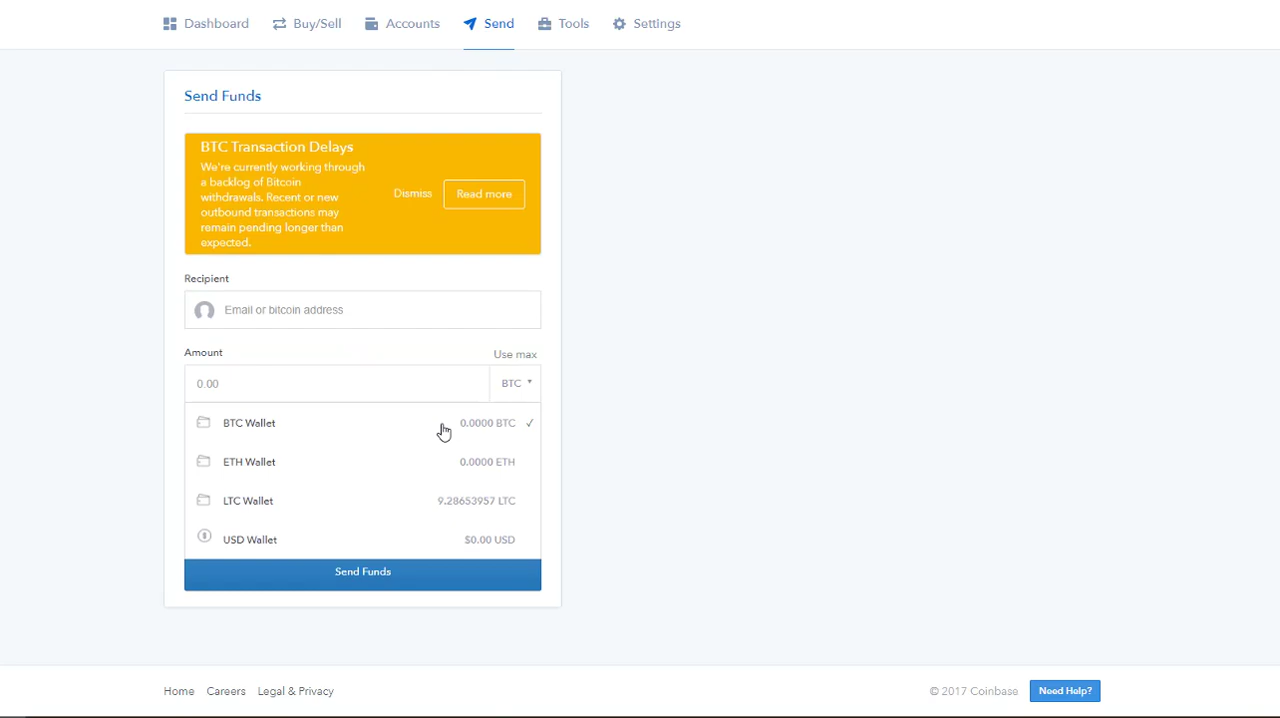 Dashboard Buy/Sell Accounts Send Tools Settings
Send Funds
BTC Transaction Delays
We're currently working through
a backlog of Bitcoin
withdrawals. Recent or new
outbound transactions may
remain pending longer than
expected.
Dismiss Read more
Recipient
Email or bitcoin address
Amount Use max
0.00 BTC
BTC Wallet 0.0000 BTC ✓
ETH Wallet 0.0000 ETH
LTC Wallet 9.28653957 LTC
USD Wallet $0.00 USD
Send Funds
Home Careers Legal & Privacy © 2017 Coinbase Need Help?